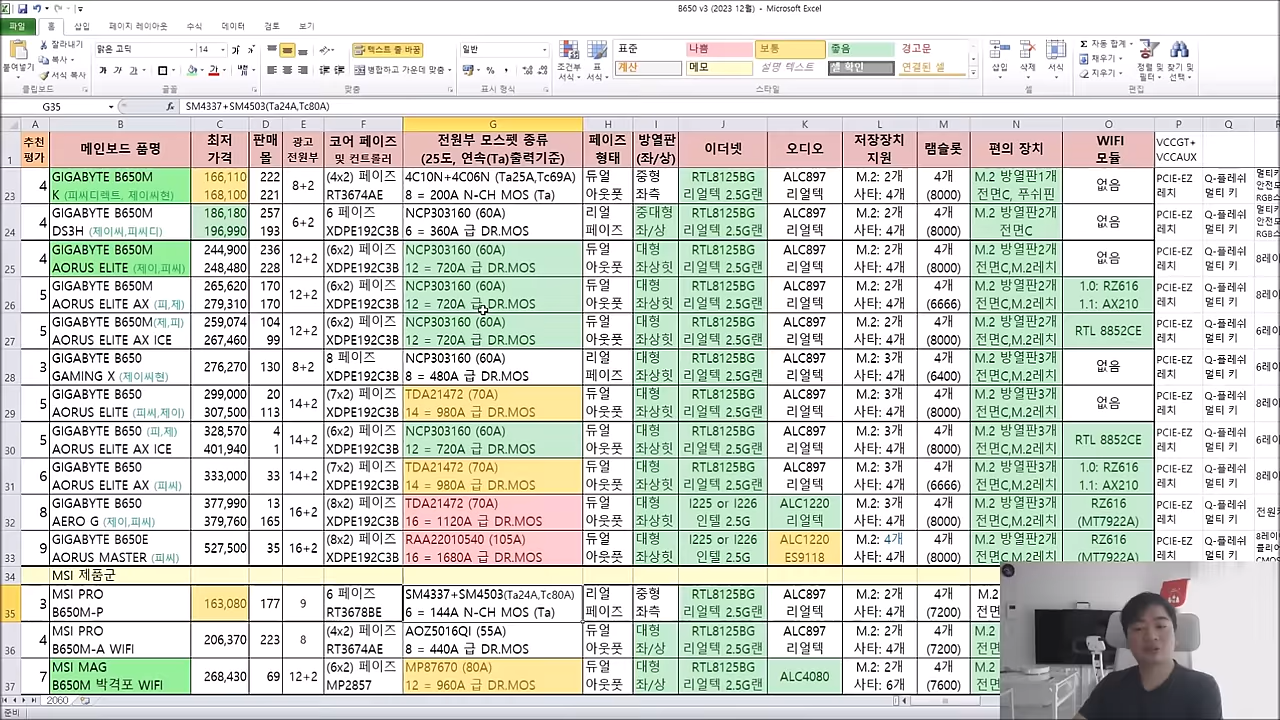 B650 v3 (2023 12월) - Microsoft Excel
파일 홈 삽입 페이지 레이아웃 수식 데이터 검토 보기
잘라내기 맑은 고딕 14 텍스트 줄 바꿈 일반 표준 나쁨 보통 좋음 경고문 자동 합계
붙여넣기 복사 조건부 서식 표 서식 삽입 삭제 서식 채우기 정렬 및 필터 찾기 및 선택
서식 복사 병합하고 가운데 맞춤 계산 메모 설명 텍스트 셀 확인 연결된 셀 지우기
클립보드 글꼴 맞춤 표시 형식 스타일 셀 편집
G35 fx SM4337+SM4503(Ta24A,Tc80A)
A B C D E F G H I J K L M N O P Q R
1 추천 평가 메인보드 품명 최저 가격 판매 몰 광고 전원부 코어 페이즈 및 컨트롤러 전원부 모스펫 종류 (25도, 연속(Ta)출력기준) 페이즈 형태 방열판 (좌/상) 이더넷 오디오 저장장치 지원 램슬롯 편의 장치 WIFI 모듈 VCCGT+ VCCAUX
4 GIGABYTE B650M 166,110 222 8+2 (4x2) 페이즈 4C10N+4C06N (Ta25A,Tc69A) 듀얼 중형 RTL8125BG ALC897 M.2: 2개 4개 M.2 방열판1개 없음 PCIE-EZ Q-플레쉬
23 K (피씨디렉트, 제이씨현) 168,100 221 RT3674AE 8 = 200A N-CH MOS (Ta) 아웃풋 좌측 리얼텍 2.5G랜 리얼텍 사타: 4개 (8000) 전면C, 푸쉬핀 레치 멀티 키
4 GIGABYTE B650M 186,180 257 6+2 6 페이즈 NCP303160 (60A) 리얼 중대형 RTL8125BG ALC897 M.2: 2개 4개 M.2 방열판2개 없음 PCIE-EZ Q-플레쉬
24 DS3H (제이씨,피씨디) 196,990 193 XDPE192C3B 6 = 360A 급 DR.MOS 페이즈 좌/상 리얼텍 2.5G랜 리얼텍 사타: 4개 (8000) 전면C 레치 멀티 키
4 GIGABYTE B650M 244,900 236 12+2 (6x2) 페이즈 NCP303160 (60A) 듀얼 대형 RTL8125BG ALC897 M.2: 2개 4개 M.2 방열판2개 없음 PCIE-EZ Q-플레쉬
25 AORUS ELITE (제이,피씨) 248,480 228 XDPE192C3B 12 = 720A 급 DR.MOS 아웃풋 좌상힛 리얼텍 2.5G랜 리얼텍 사타: 4개 (8000) 전면C,M.2레치 레치 멀티 키
5 GIGABYTE B650M 265,620 170 12+2 (6x2) 페이즈 NCP303160 (60A) 듀얼 대형 RTL8125BG ALC897 M.2: 2개 4개 M.2 방열판2개 1.0: RZ616 PCIE-EZ Q-플레쉬
26 AORUS ELITE AX (피,제) 279,310 170 XDPE192C3B 12 = 720A 급 DR.MOS 아웃풋 좌상힛 리얼텍 2.5G랜 리얼텍 사타: 4개 (6666) 전면C,M.2레치 1.1: AX210 레치 멀티 키
5 GIGABYTE B650M(제,피) 259,074 104 12+2 (6x2) 페이즈 NCP303160 (60A) 듀얼 대형 RTL8125BG ALC897 M.2: 2개 4개 M.2 방열판2개 RTL 8852CE PCIE-EZ Q-플레쉬
27 AORUS ELITE AX ICE 267,460 99 XDPE192C3B 12 = 720A 급 DR.MOS 아웃풋 좌상힛 리얼텍 2.5G랜 리얼텍 사타: 4개 (8000) 전면C,M.2레치 레치 멀티 키
3 GIGABYTE B650 276,270 130 8+2 8 페이즈 NCP303160 (60A) 리얼 대형 RTL8125BG ALC897 M.2: 3개 4개 M.2 방열판3개 없음 PCIE-EZ Q-플레쉬
28 GAMING X (제이씨현) XDPE192C3B 8 = 480A 급 DR.MOS 페이즈 좌상힛 리얼텍 2.5G랜 리얼텍 사타: 4개 (6400) 전면C,M.2레치 레치 멀티 키
5 GIGABYTE B650 299,000 20 14+2 (7x2) 페이즈 TDA21472 (70A) 듀얼 대형 RTL8125BG ALC897 M.2: 3개 4개 M.2 방열판3개 없음 PCIE-EZ Q-플레쉬
29 AORUS ELITE (피씨,제이) 307,500 113 XDPE192C3B 14 = 980A 급 DR.MOS 아웃풋 좌상힛 리얼텍 2.5G랜 리얼텍 사타: 4개 (8000) 전면C,M.2레치 레치 멀티 키
5 GIGABYTE B650 (피,제) 328,570 4 14+2 (6x2) 페이즈 NCP303160 (60A) 듀얼 대형 RTL8125BG ALC897 M.2: 3개 4개 M.2 방열판3개 RTL 8852CE PCIE-EZ Q-플레쉬
30 AORUS ELITE AX ICE 401,940 1 XDPE192C3B 12 = 720A 급 DR.MOS 아웃풋 좌상힛 리얼텍 2.5G랜 리얼텍 사타: 4개 (8000) 전면C,M.2레치 레치 멀티 키
6 GIGABYTE B650 333,000 33 14+2 (7x2) 페이즈 TDA21472 (70A) 듀얼 대형 RTL8125BG ALC897 M.2: 3개 4개 M.2 방열판3개 1.0: RZ616 PCIE-EZ Q-플레쉬
31 AORUS ELITE AX (피씨) XDPE192C3B 14 = 980A 급 DR.MOS 아웃풋 좌상힛 리얼텍 2.5G랜 리얼텍 사타: 4개 (6666) 전면C,M.2레치 1.1: AX210 레치 멀티 키
8 GIGABYTE B650 377,990 13 16+2 (8x2) 페이즈 TDA21472 (70A) 듀얼 대형 I225 or I226 ALC1220 M.2: 3개 4개 M.2 방열판3개 RZ616 PCIE-EZ Q-플레쉬
32 AERO G (제이,피씨) 379,760 165 XDPE192C3B 16 = 1120A 급 DR.MOS 아웃풋 좌상힛 인텔 2.5G 리얼텍 사타: 4개 (8000) 전면C,M.2레치 (MT7922A) 레치 멀티 키
9 GIGABYTE B650E 527,500 35 16+2 (8x2) 페이즈 RAA22010540 (105A) 듀얼 대형 I225 or I226 ALC1220 M.2: 4개 4개 M.2 방열판3개 RZ616 PCIE-EZ Q-플레쉬
33 AORUS MASTER (피씨) XDPE192C3B 16 = 1680A 급 DR.MOS 아웃풋 좌상힛 인텔 2.5G ES9118 사타: 4개 (8000) 전면C,M.2레치 (MT7922A) 레치 멀티 키
34 MSI 제품군
3 MSI PRO 163,080 177 9 6 페이즈 SM4337+SM4503(Ta24A,Tc80A) 리얼 중형 RTL8125BG ALC897 M.2: 2개 4개
35 B650M-P RT3678BE 6 = 144A N-CH MOS (Ta) 페이즈 좌측 리얼텍 2.5G랜 리얼텍 사타: 4개 (7200) 전면
4 MSI PRO 206,370 223 8 (4x2) 페이즈 AOZ5016QI (55A) 듀얼 대형 RTL8125BG ALC897 M.2: 2개 4개 M.2
36 B650M-A WIFI RT3674AE 8 = 440A 급 DR.MOS 아웃풋 좌/상 리얼텍 2.5G랜 리얼텍 사타: 4개 (7200) 전면
7 MSI MAG 268,430 69 12+2 (6x2) 페이즈 MP87670 (80A) 듀얼 대형 RTL8125BG ALC4080 M.2: 2개 4개 M.2
37 B650M 박격포 WIFI MP2857 12 = 960A 급 DR.MOS 아웃풋 좌/상 리얼텍 2.5G랜 사타: 6개 (7600) 전면
2060
준비